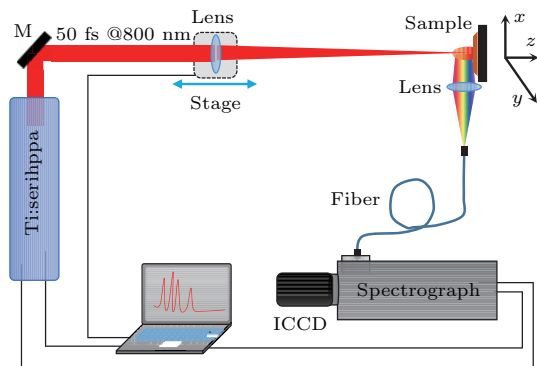 M
50 fs @800 nm
Lens
Stage
Sample
x
z
y
Lens
Ti:serihppa
Fiber
Spectrograph
ICCD